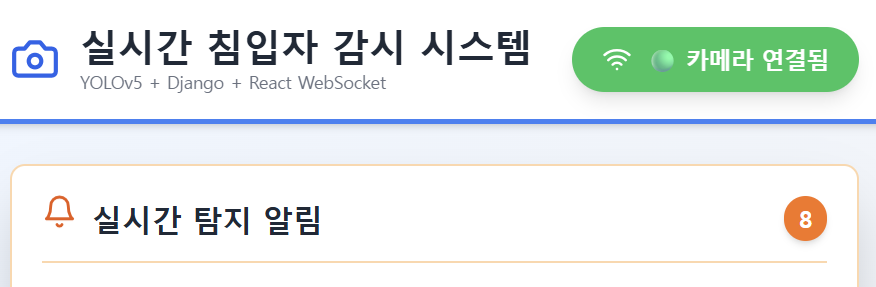 실시간 침입자 감시 시스템
YOLOv5 + Django + React WebSocket
카메라 연결됨
실시간 탐지 알림
8